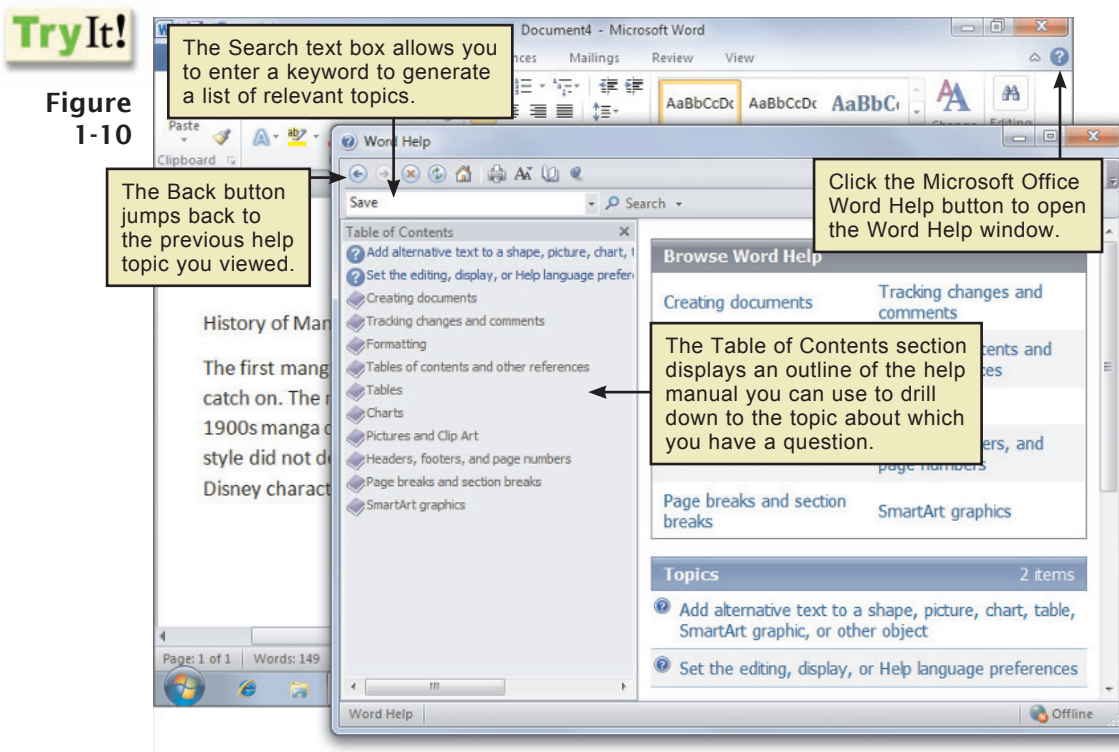 TryIt!
Figure
1-10
Document4 - Microsoft Word
Mailings Review View
The Search text box allows you
to enter a keyword to generate
a list of relevant topics.
AaBbCcDc AaBbCcDc AaBbC
Paste
Clipboard
Word Help
The Back button
jumps back to
the previous help
topic you viewed.
Click the Microsoft Office
Word Help button to open
the Word Help window.
Save
Search
Table of Contents
Add alternative text to a shape, picture, chart,
Set the editing, display, or Help language
Creating documents
Tracking changes and comments
Formatting
Tables of contents and other references
Tables
Charts
Pictures and Clip Art
Headers, footers, and page numbers
Page breaks and section breaks
SmartArt graphics
Browse Word Help
Creating documents
Tracking changes and
comments
The Table of Contents section
displays an outline of the help
manual you can use to drill
down to the topic about which
you have a question.
and
and
page numbers
Page breaks and section
breaks
SmartArt graphics
Topics 2 items
Add alternative text to a shape, picture, chart, table,
SmartArt graphic, or other object
Set the editing, display, or Help language preferences
History of
The first
catch on. The
1900s manga
style did not
Disney
Page: 1 of 1 Words: 149
Word Help
Offline